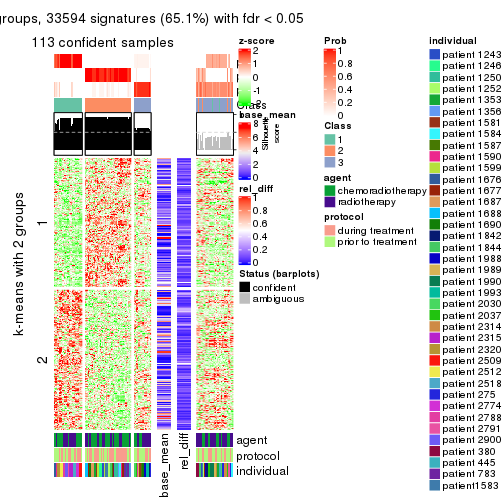 groups, 33594 signatures (65.1%) with fdr < 0.05
113 confident samples
k-means with 2 groups
1
2
Class
Silhouette
score
base_mean
rel_diff
agent
protocol
individual
z-score
2
1
0
-1
-2
base_mean
8
6
4
2
0
rel_diff
1
0.8
0.6
0.4
0.2
0
Status (barplots)
confident
ambiguous
Prob
1
0.8
0.6
0.4
0.2
0
Class
1
2
3
agent
chemoradiotherapy
radiotherapy
protocol
during treatment
prior to treatment
individual
patient 1243
patient 1246
patient 1250
patient 1252
patient 1353
patient 1356
patient 1581
patient 1584
patient 1587
patient 1590
patient 1599
patient 1676
patient 1677
patient 1687
patient 1688
patient 1690
patient 1842
patient 1844
patient 1988
patient 1989
patient 1990
patient 1993
patient 2030
patient 2037
patient 2314
patient 2315
patient 2320
patient 2509
patient 2512
patient 2518
patient 275
patient 2774
patient 2788
patient 2791
patient 2900
patient 380
patient 445
patient 783
patient1583